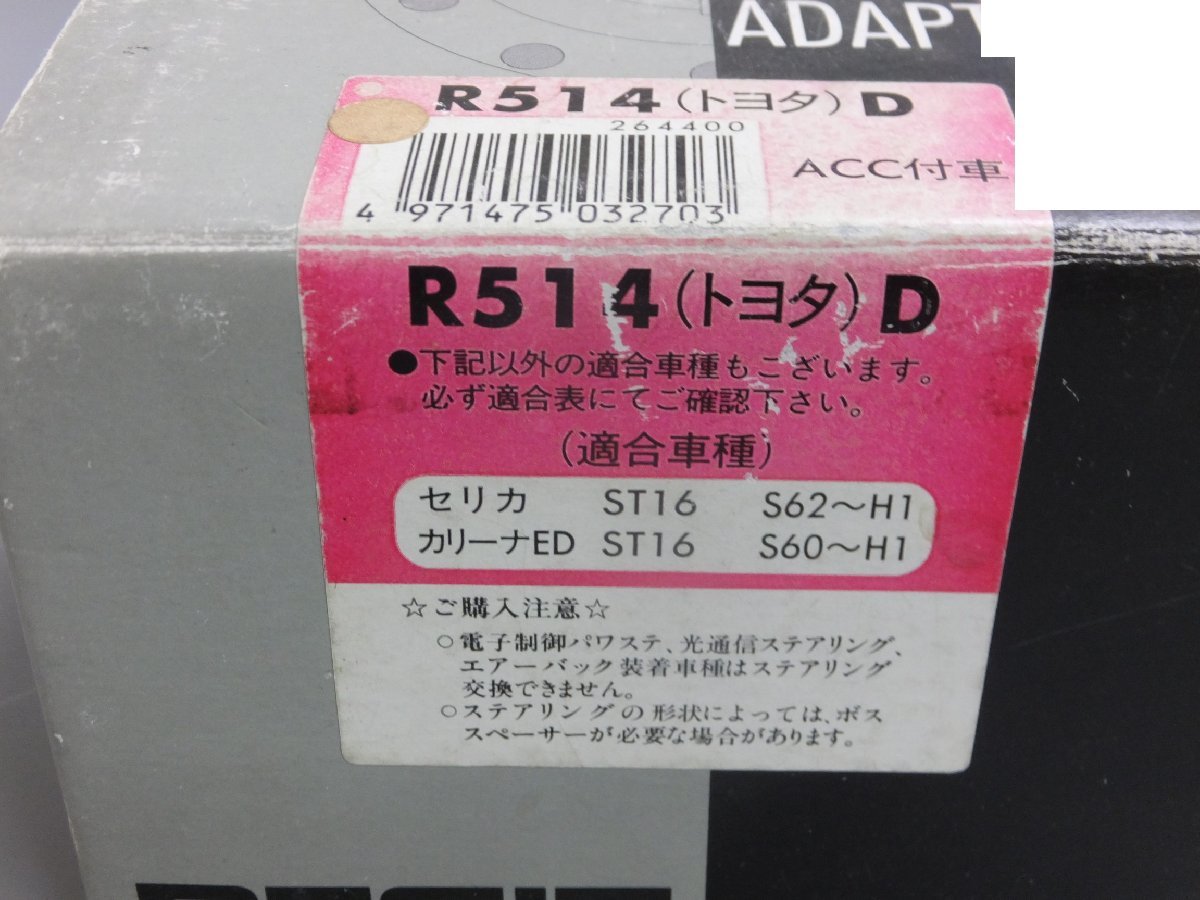 ADAPT
R514(トヨタ)D
264400
ACC付車
4 971475 032703
R514(トヨタ)D
●下記以外の適合車種もございます。
必ず適合表にてご確認下さい。
(適合車種)
セリカ ST16 S62〜H1
カリーナED ST16 S60〜H1
☆ご購入注意☆
○電子制御パワステ、光通信ステアリング、
エアーバック装着車種はステアリング
交換できません。
○ステアリングの形状によっては、ボス
スペーサーが必要な場合があります。